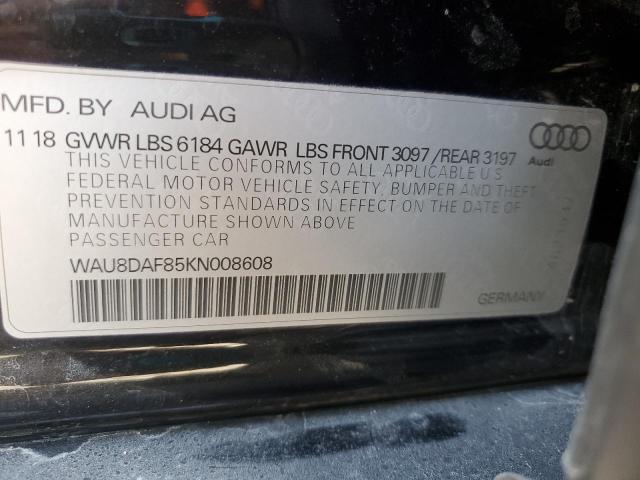 MFD. BY AUDI AG
11 18 GVWR LBS 6184 GAWR LBS FRONT 3097 /REAR 3197
THIS VEHICLE CONFORMS TO ALL APPLICABLE U S
FEDERAL MOTOR VEHICLE SAFETY, BUMPER AND THEFT
PREVENTION STANDARDS IN EFFECT ON THE DATE OF
MANUFACTURE SHOWN ABOVE
PASSENGER CAR
WAU8DAF85KN008608
GERMANY
Audi